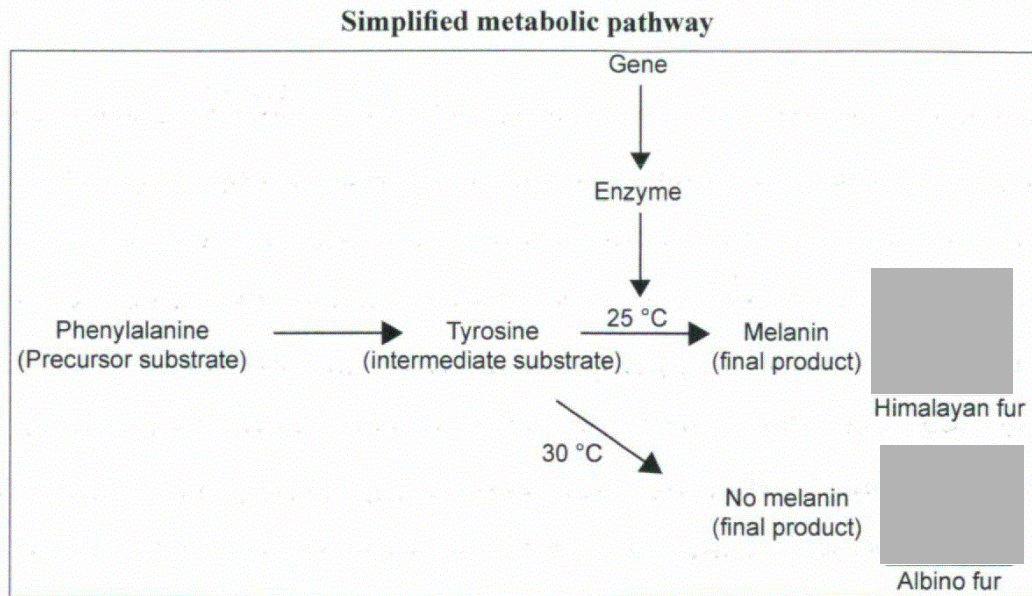 Simplified metabolic pathway
Gene
Enzyme
25 °C
Phenylalanine
(Precursor substrate)
Tyrosine
(intermediate substrate)
Melanin
(final product)
Himalayan fur
30 °C
No melanin
(final product)
Albino fur